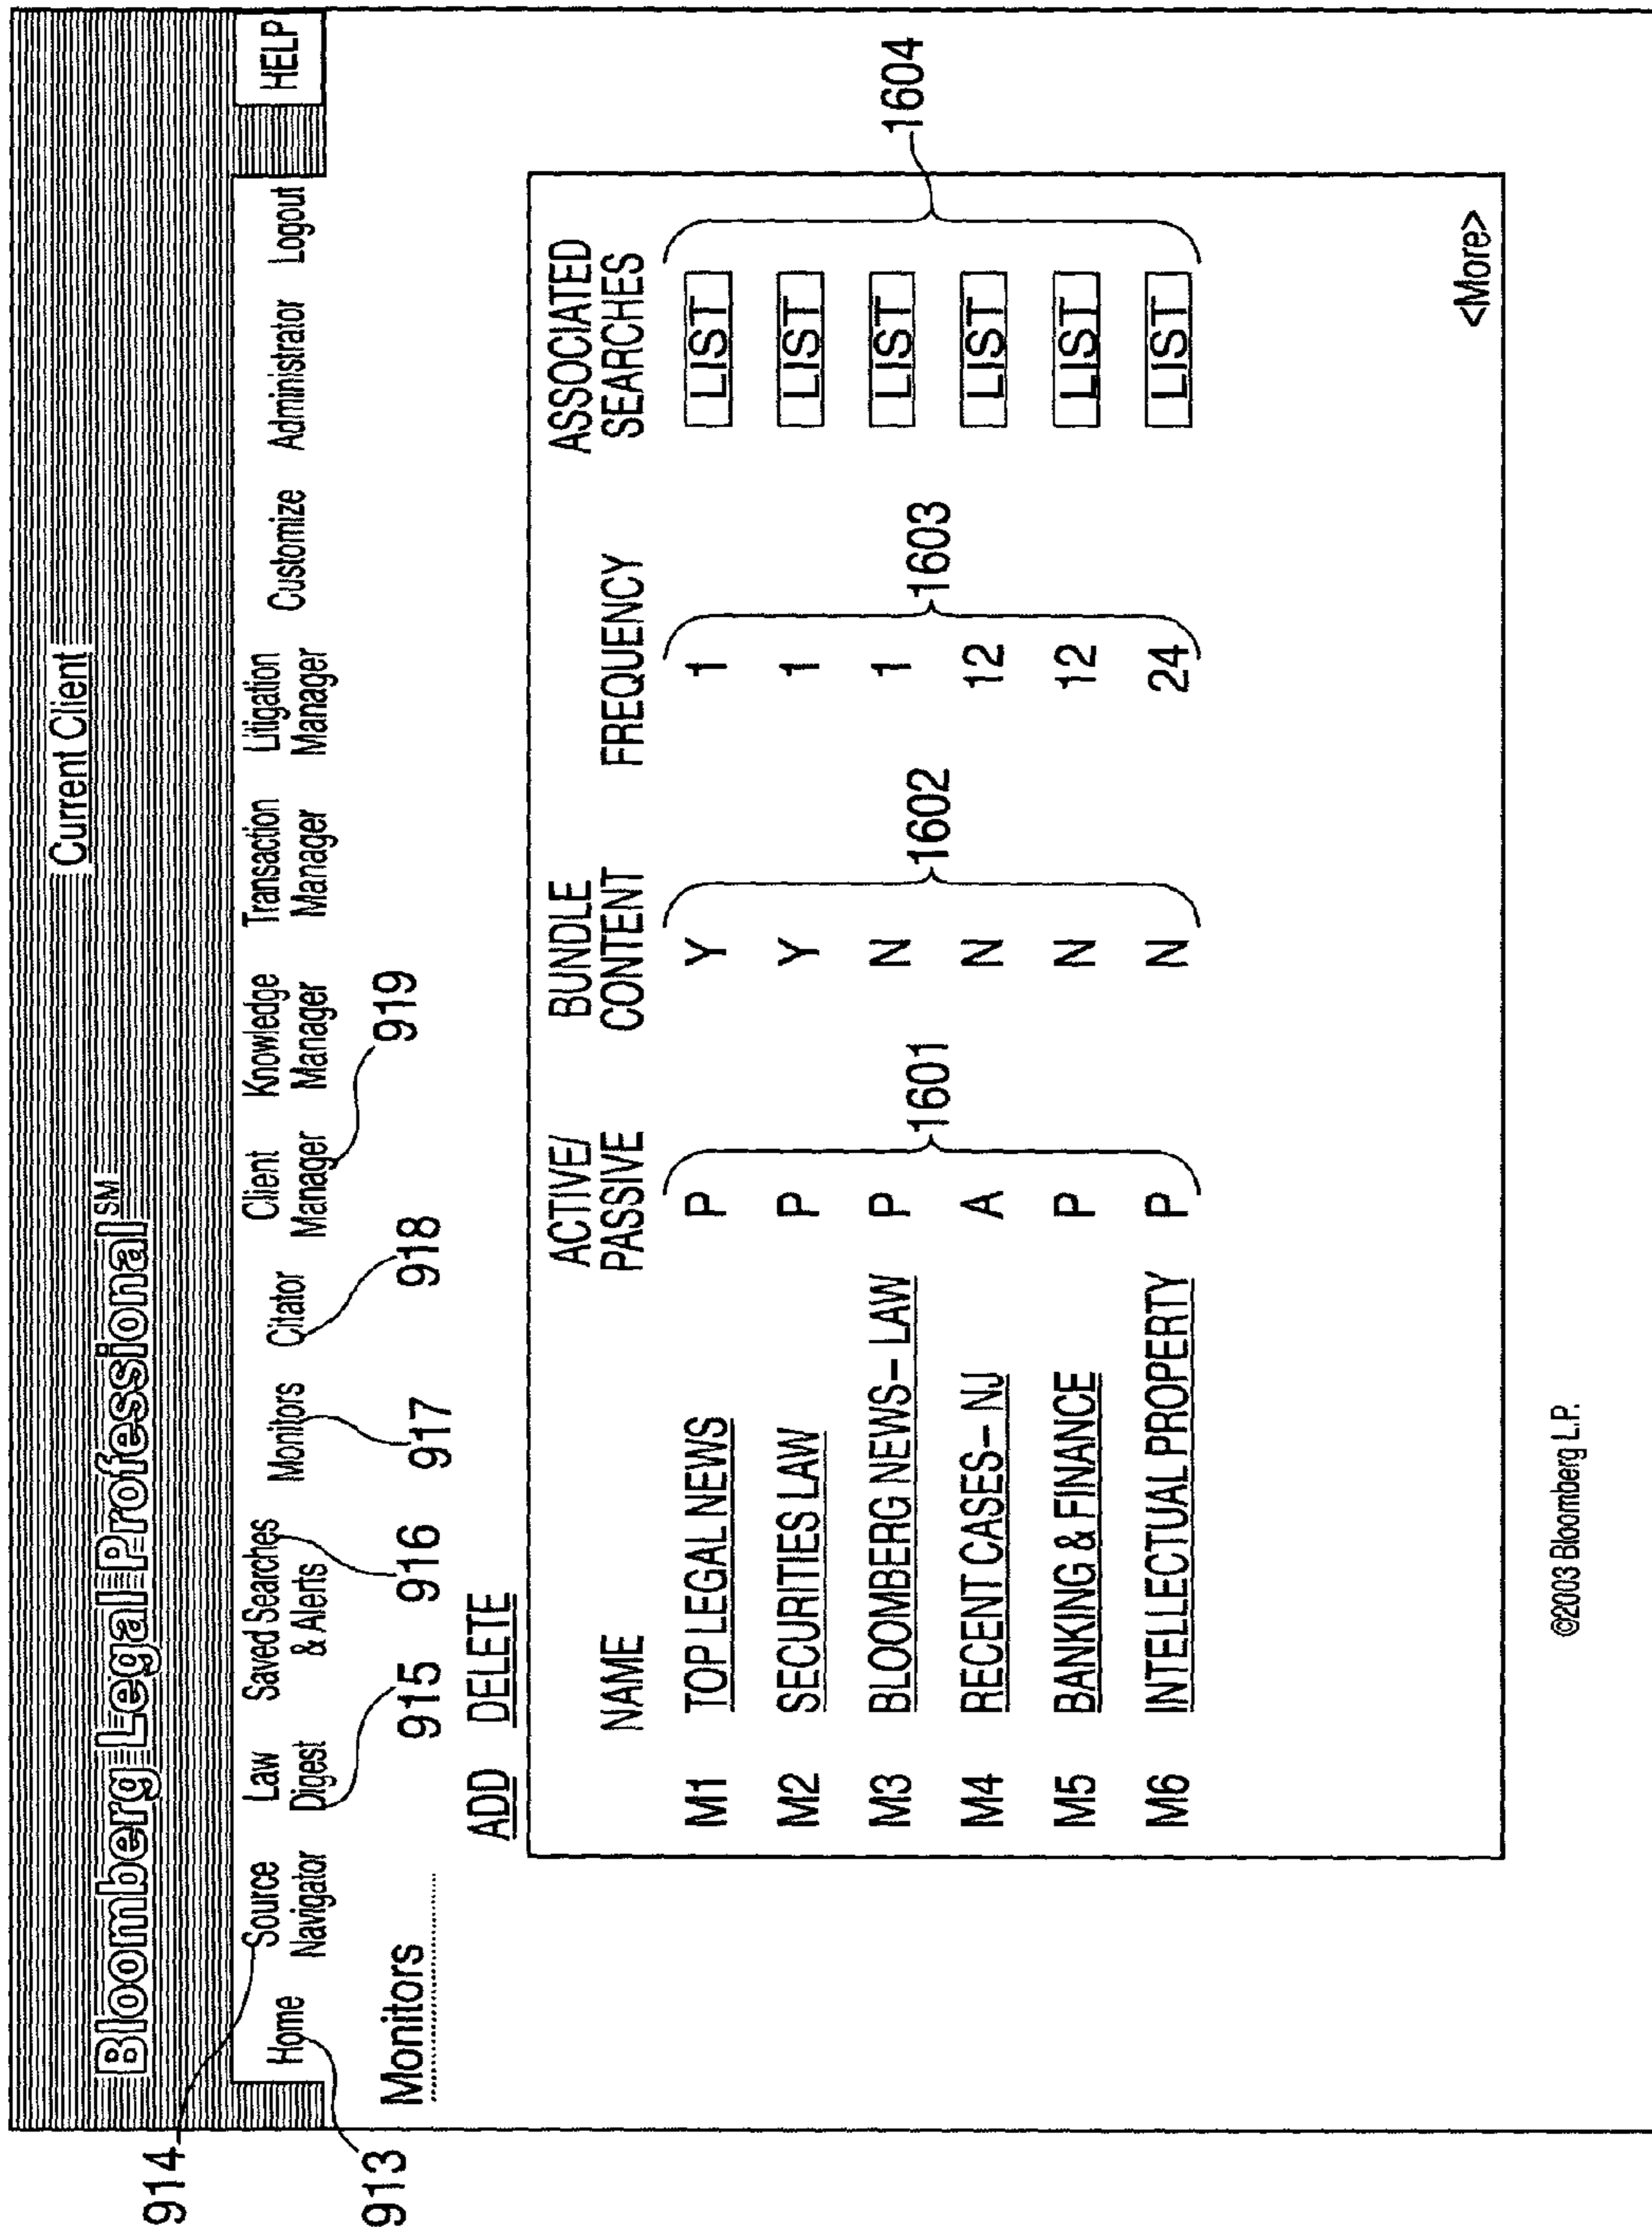 Current Client
Bloomberg Legal Professional SM
HELP
Home
Source Navigator
Law Digest
Saved Searches & Alerts
Monitors
Citator
Client Manager
Knowledge Manager
Transaction Manager
Litigation Manager
Customize
Administrator
Logout
914
913
915
916
917
918
919
Monitors
ADD DELETE
NAME ACTIVE/PASSIVE BUNDLE CONTENT FREQUENCY ASSOCIATED SEARCHES
M1 TOP LEGAL NEWS P Y 1 LIST
M2 SECURITIES LAW P Y 1 LIST
M3 BLOOMBERG NEWS– LAW P N 1 LIST
M4 RECENT CASES– NJ A N 12 LIST
M5 BANKING & FINANCE P N 12 LIST
M6 INTELLECTUAL PROPERTY P N 24 LIST
1601
1602
1603
1604
<More>
©2003 Bloomberg L.P.